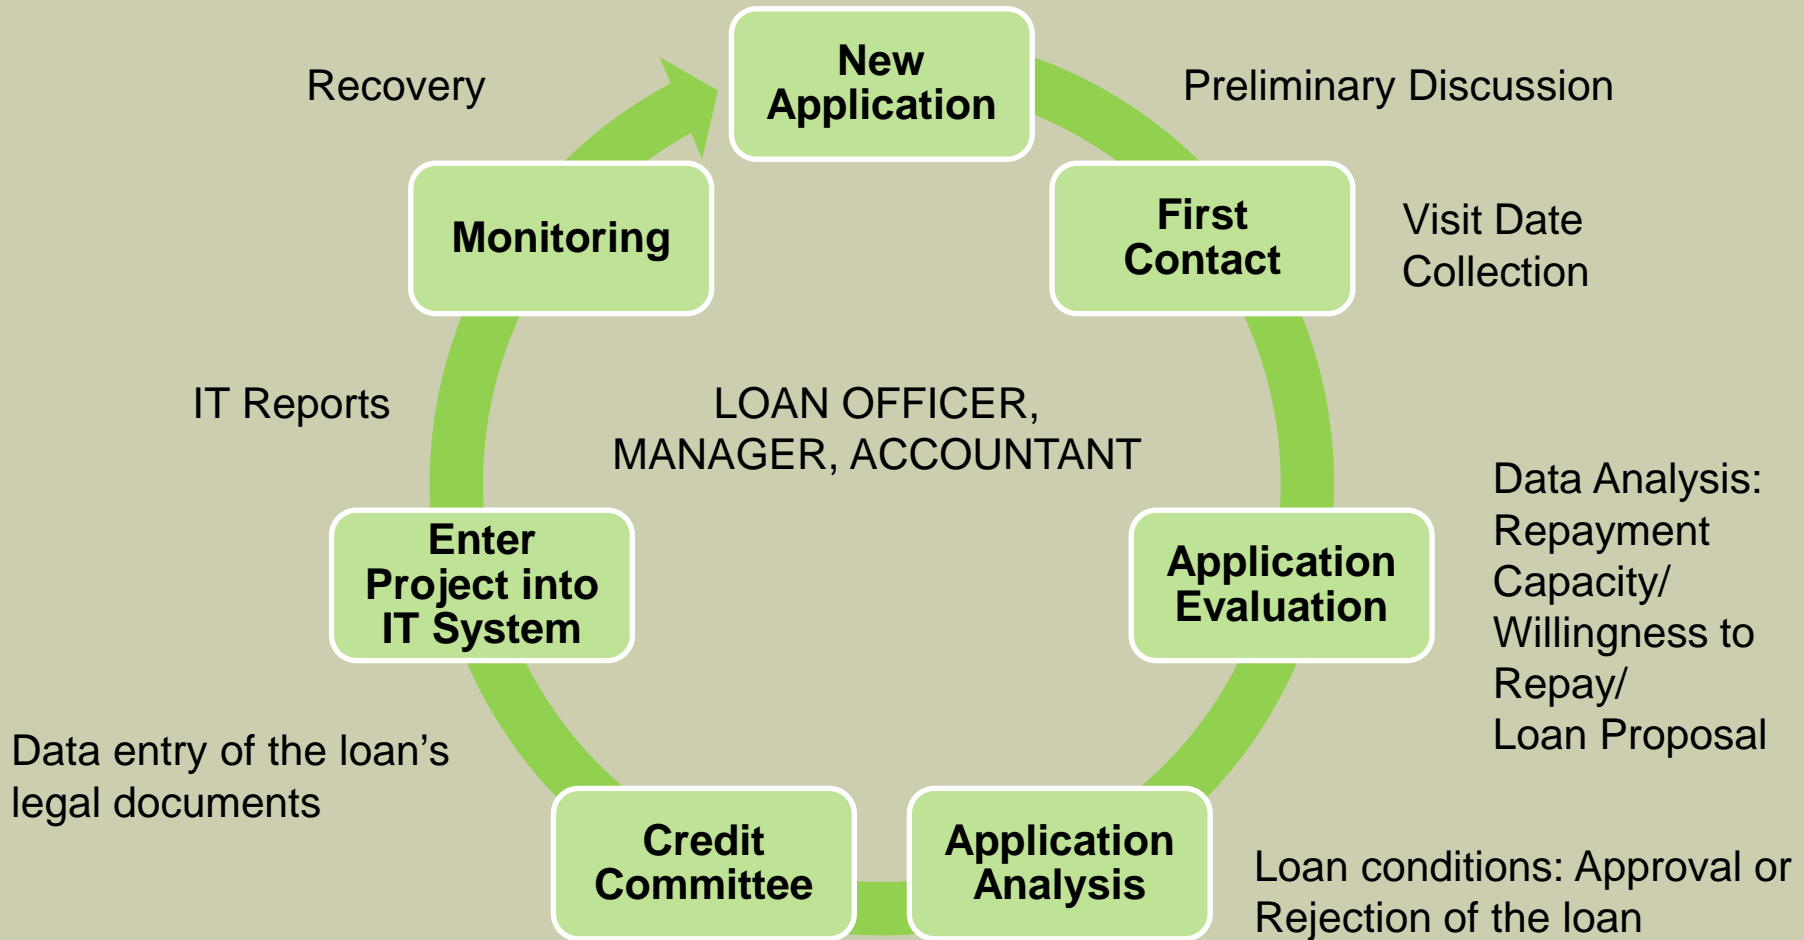 New
Application
Preliminary Discussion
First
Contact
Visit Date
Collection
Application
Evaluation
Data Analysis:
Repayment
Capacity/
Willingness to
Repay/
Loan Proposal
Application
Analysis
Loan conditions: Approval or
Rejection of the loan
Credit
Committee
Data entry of the loan’s
legal documents
Enter
Project into
IT System
IT Reports
Monitoring
Recovery
LOAN OFFICER,
MANAGER, ACCOUNTANT